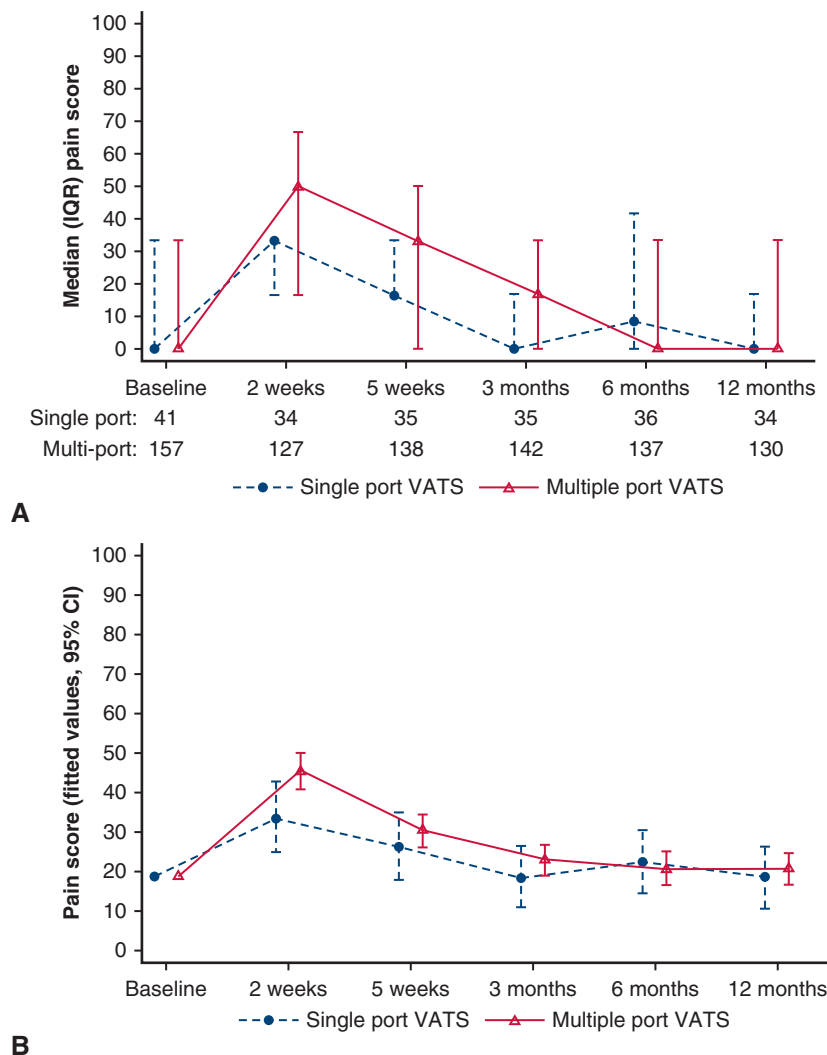 100
90
80
70
60
50
40
30
20
10
0
Median (IQR) pain score
Baseline 2 weeks 5 weeks 3 months 6 months 12 months
Single port: 41 34 35 35 36 34
Multi-port: 157 127 138 142 137 130
Single port VATS Multiple port VATS
A
100
90
80
70
60
50
40
30
20
10
0
Pain score (fitted values, 95% CI)
Baseline 2 weeks 5 weeks 3 months 6 months 12 months
Single port VATS Multiple port VATS
B